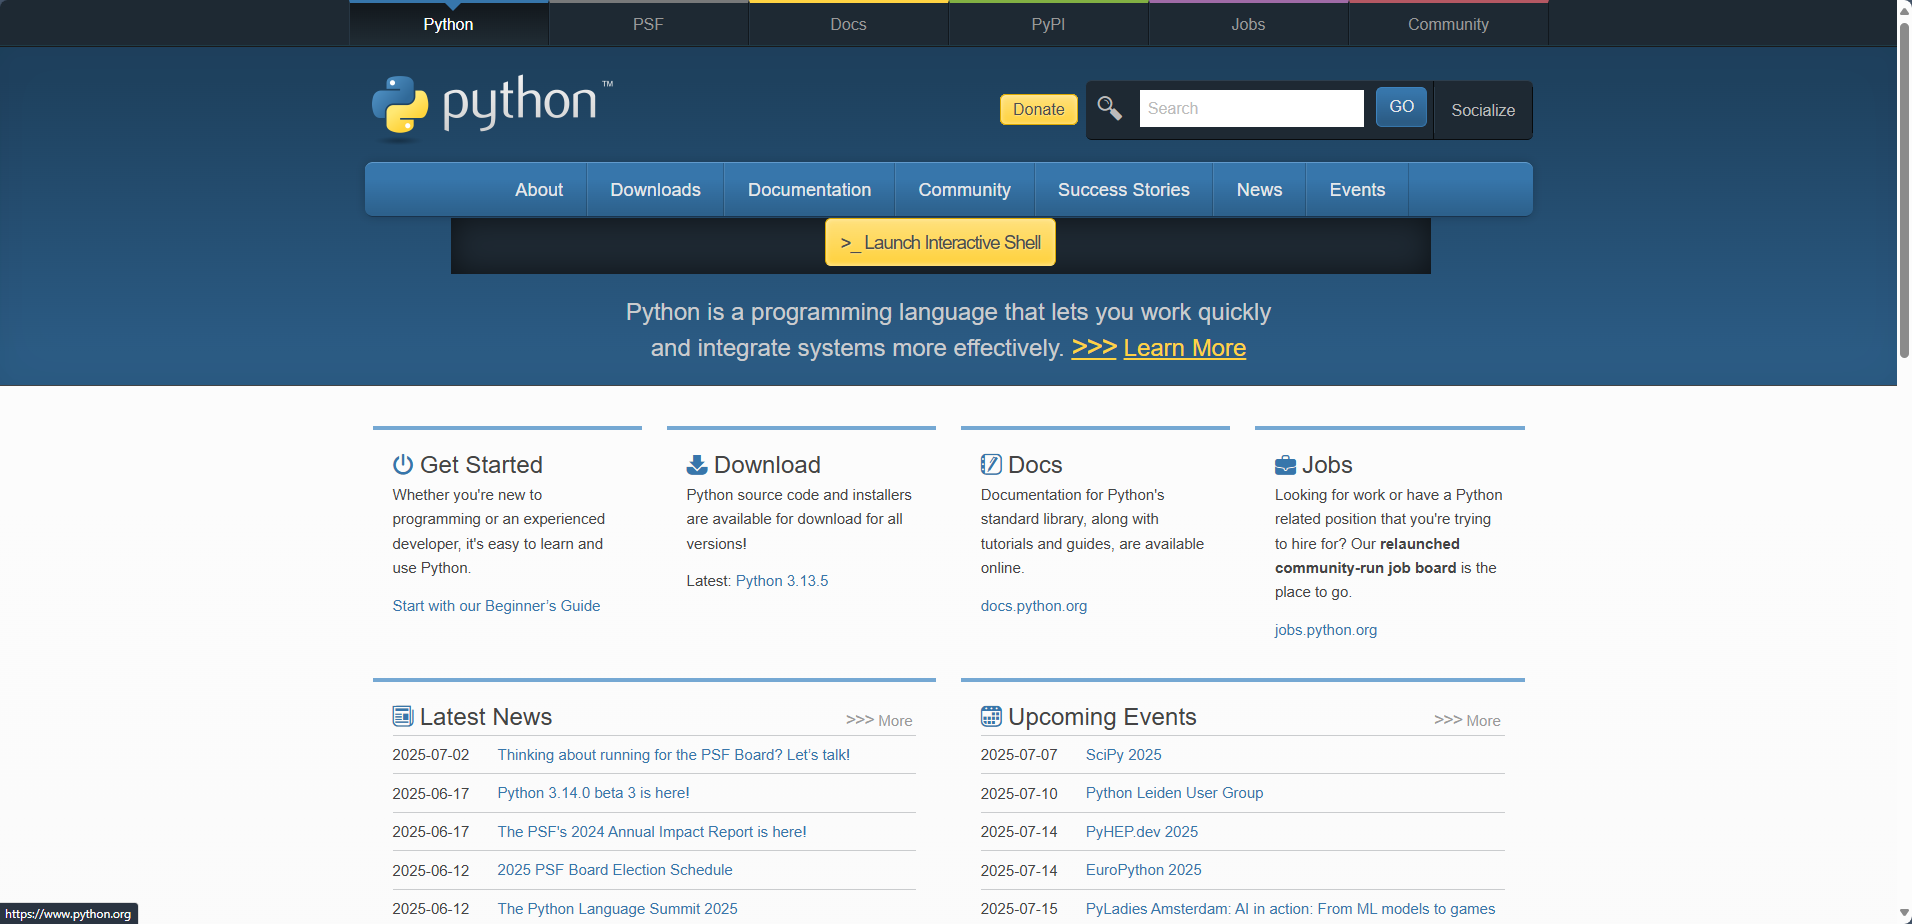 Python
PSF
Docs
PyPI
Jobs
Community
python™
Donate
Search
GO
Socialize
About
Downloads
Documentation
Community
Success Stories
News
Events
>_ Launch Interactive Shell
Python is a programming language that lets you work quickly
and integrate systems more effectively. >>> Learn More
Get Started
Whether you're new to
programming or an experienced
developer, it's easy to learn and
use Python.
Start with our Beginner’s Guide
Download
Python source code and installers
are available for download for all
versions!
Latest: Python 3.13.5
Docs
Documentation for Python's
standard library, along with
tutorials and guides, are available
online.
docs.python.org
Jobs
Looking for work or have a Python
related position that you're trying
to hire for? Our relaunched
community-run job board is the
place to go.
jobs.python.org
Latest News
>>> More
2025-07-02 Thinking about running for the PSF Board? Let’s talk!
2025-06-17 Python 3.14.0 beta 3 is here!
2025-06-17 The PSF's 2024 Annual Impact Report is here!
2025-06-12 2025 PSF Board Election Schedule
2025-06-12 The Python Language Summit 2025
Upcoming Events
>>> More
2025-07-07 SciPy 2025
2025-07-10 Python Leiden User Group
2025-07-14 PyHEP.dev 2025
2025-07-14 EuroPython 2025
2025-07-15 PyLadies Amsterdam: AI in action: From ML models to games
https://www.python.org